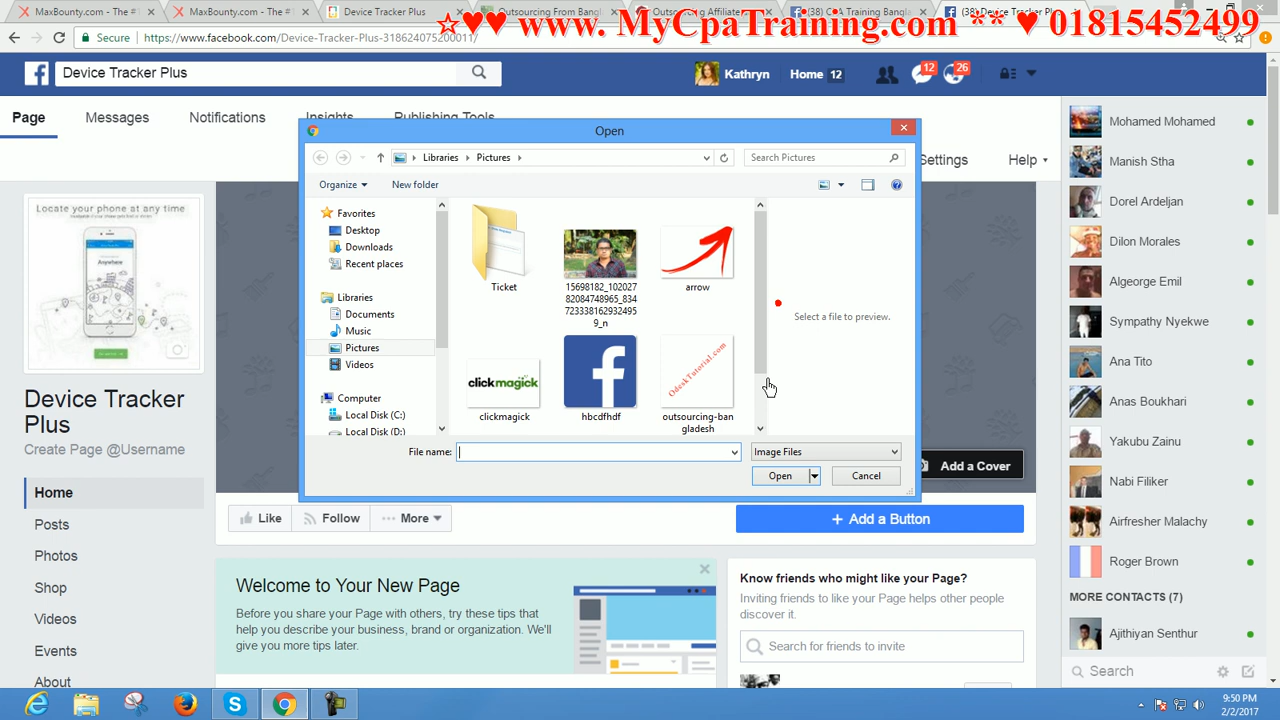 MaxBounty.com - The #
MaxBounty.com - The #
Device Tracker Plus
Outsourcing From Bangl
Outsourcing Affiliate
(38) CPA Training Bangla
(38) Device Tracker Plus
☆♥♥ www. MyCpaTraining.com ** ♥ 01815452499
Secure https://www.facebook.com/Device-Tracker-Plus-318624075200011/
Device Tracker Plus
Kathryn
Home 12
12
26
Page
Messages
Notifications
Insights
Publishing Tools
Settings
Help
Open
Libraries
Pictures
Search Pictures
Organize
New folder
Favorites
Desktop
Downloads
Recent places
Libraries
Documents
Music
Pictures
Videos
Computer
Local Disk (C:)
Local Disk (D:)
Ticket
15698182_102027
82084748965_834
723338162932495
9_n
arrow
clickmagick
clickmagick
hbcdfhdf
OdeskTutorial.com
outsourcing-ban
gladesh
Select a file to preview.
File name:
Image Files
Open
Cancel
Locate your phone at any time
Anywhere
Device Tracker
Plus
Create Page @Username
Home
Posts
Photos
Shop
Videos
Events
About
Add a Cover
Like
Follow
More
+ Add a Button
Welcome to Your New Page
Before you share your Page with others, try these tips that
help you describe your business, brand or organization. We'll
give you more tips later.
Know friends who might like your Page?
Inviting friends to like your Page helps other people
discover it.
Search for friends to invite
Mohamed Mohamed
Manish Stha
Dorel Ardeljan
Dilon Morales
Algeorge Emil
Sympathy Nyekwe
Ana Tito
Anas Boukhari
Yakubu Zainu
Nabi Filiker
Airfresher Malachy
Roger Brown
MORE CONTACTS (7)
Ajithiyan Senthur
Search
9:50 PM
2/2/2017